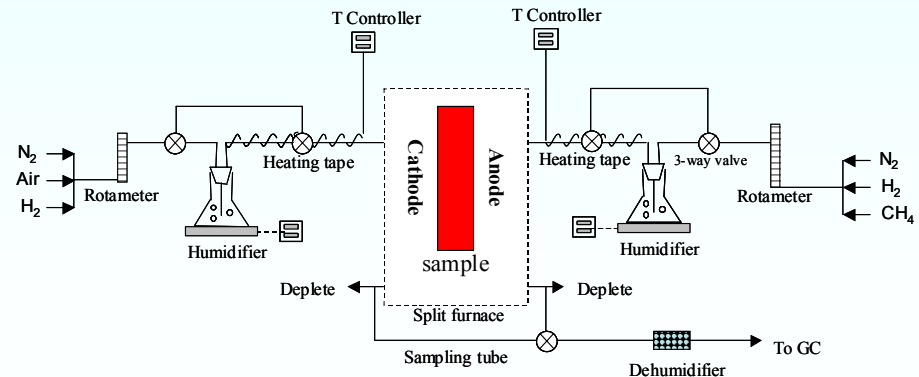 T Controller
T Controller
N2
Air
H2
Rotameter
Heating tape
Humidifier
Cathode
Anode
sample
Heating tape
3-way valve
Humidifier
Rotameter
N2
H2
CH4
Deplete
Deplete
Split furnace
Sampling tube
Dehumidifier
To GC